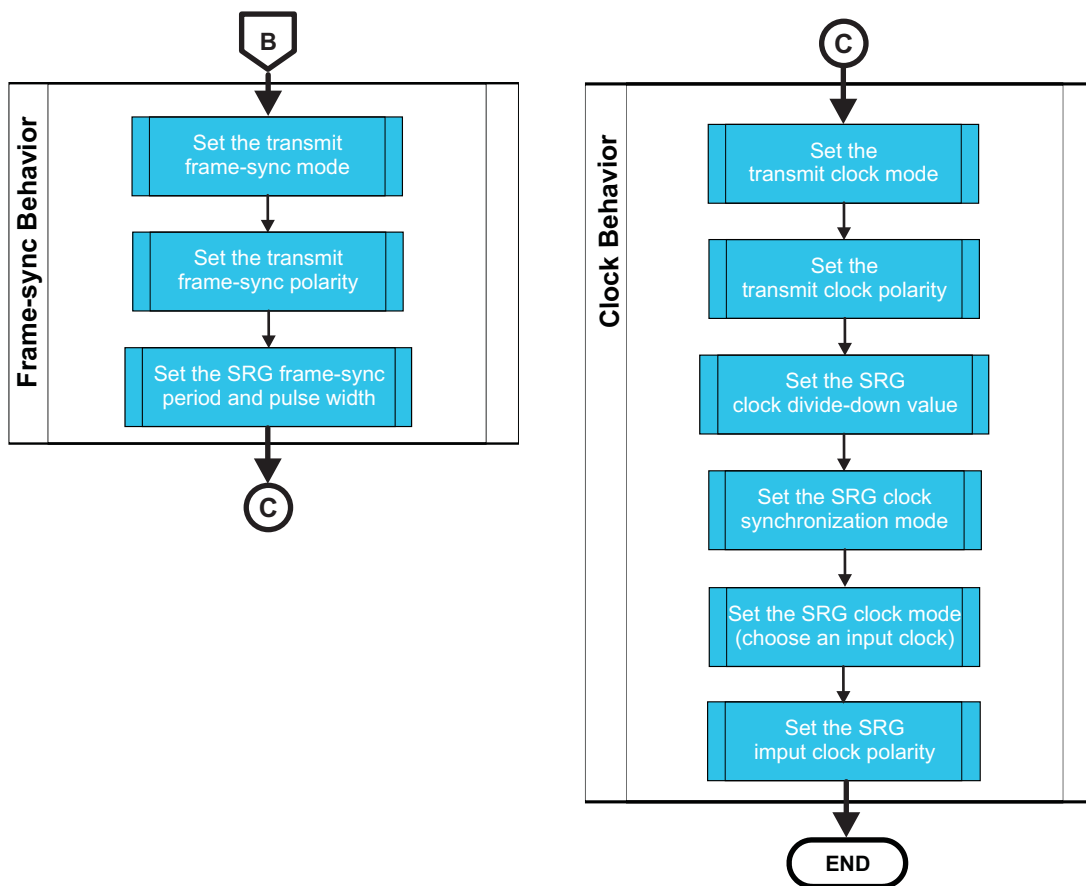 B
Frame-sync Behavior
Set the transmit
frame-sync mode
Set the transmit
frame-sync polarity
Set the SRG frame-sync
period and pulse width
C
C
Clock Behavior
Set the
transmit clock mode
Set the
transmit clock polarity
Set the SRG
clock divide-down value
Set the SRG clock
synchronization mode
Set the SRG clock mode
(choose an input clock)
Set the SRG
imput clock polarity
END